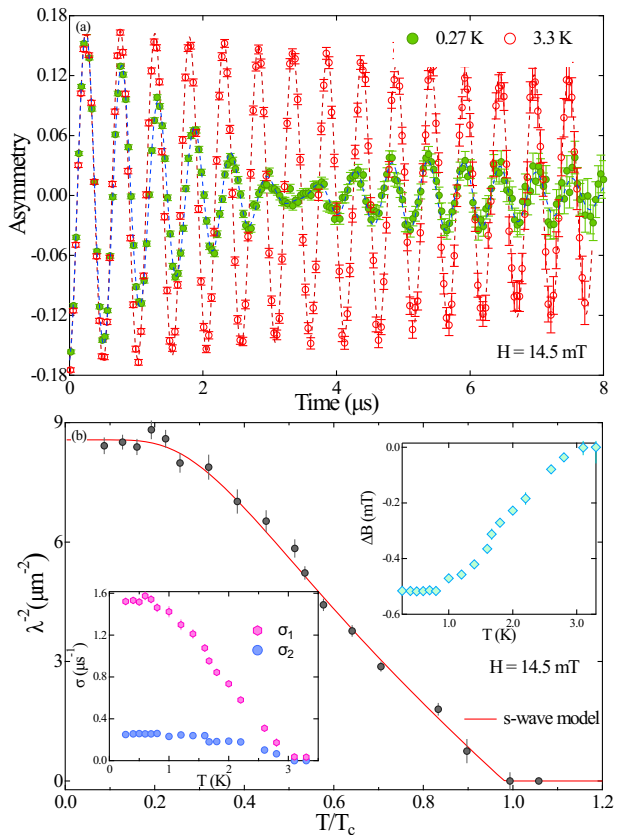 (a)
0.27 K
3.3 K
0.18
0.12
0.06
0.00
-0.06
-0.12
-0.18
Asymmetry
H = 14.5 mT
0 2 4 6 8
Time (μs)
(b)
9
6
3
0
λ⁻²(μm⁻²)
0.0
-0.2
-0.4
-0.6
ΔB (mT)
1.0 2.0 3.0
T (K)
1.6
1.2
0.8
0.4
0.0
σ (μs⁻¹)
σ₁
σ₂
0 1 2 3
T (K)
H = 14.5 mT
s-wave model
0.0 0.2 0.4 0.6 0.8 1.0 1.2
T/T_c